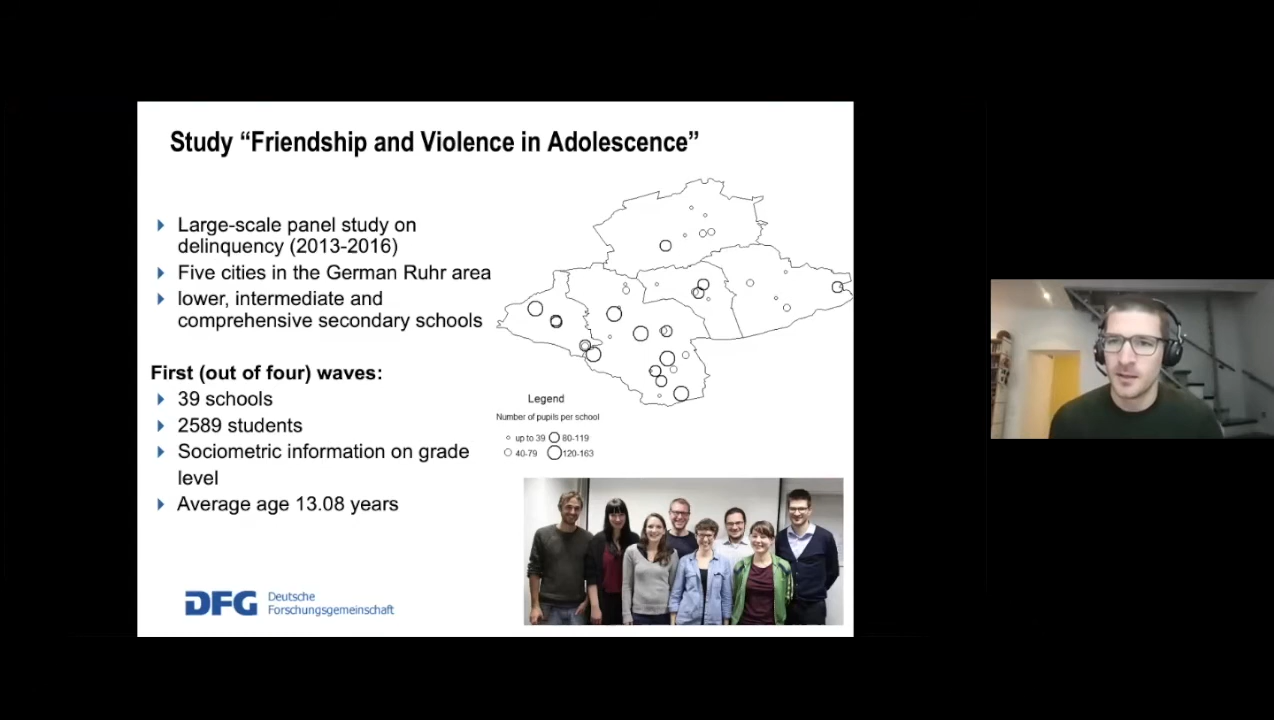 Study “Friendship and Violence in Adolescence”
Large-scale panel study on
delinquency (2013-2016)
Five cities in the German Ruhr area
lower, intermediate and
comprehensive secondary schools
First (out of four) waves:
39 schools
2589 students
Sociometric information on grade
level
Average age 13.08 years
Legend
Number of pupils per school
up to 39 80-119
40-79 120-163
DFG Deutsche
Forschungsgemeinschaft